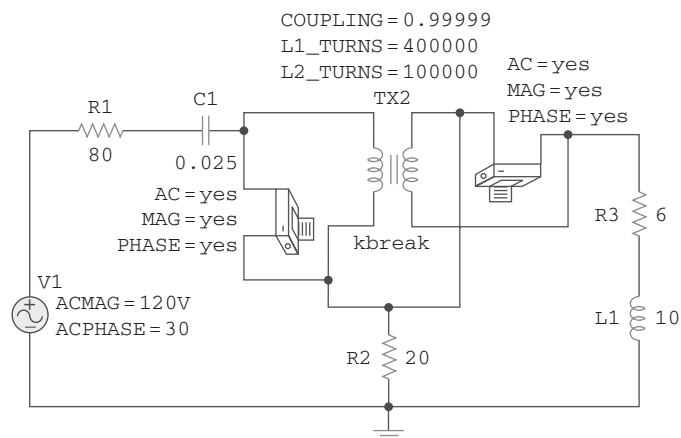 COUPLING=0.99999
L1_TURNS=400000
L2_TURNS=100000
TX2
AC=yes
MAG=yes
PHASE=yes
R1
80
C1
0.025
AC=yes
MAG=yes
PHASE=yes
kbreak
R3 6
V1
ACMAG=120V
ACPHASE=30
L1 10
R2 20